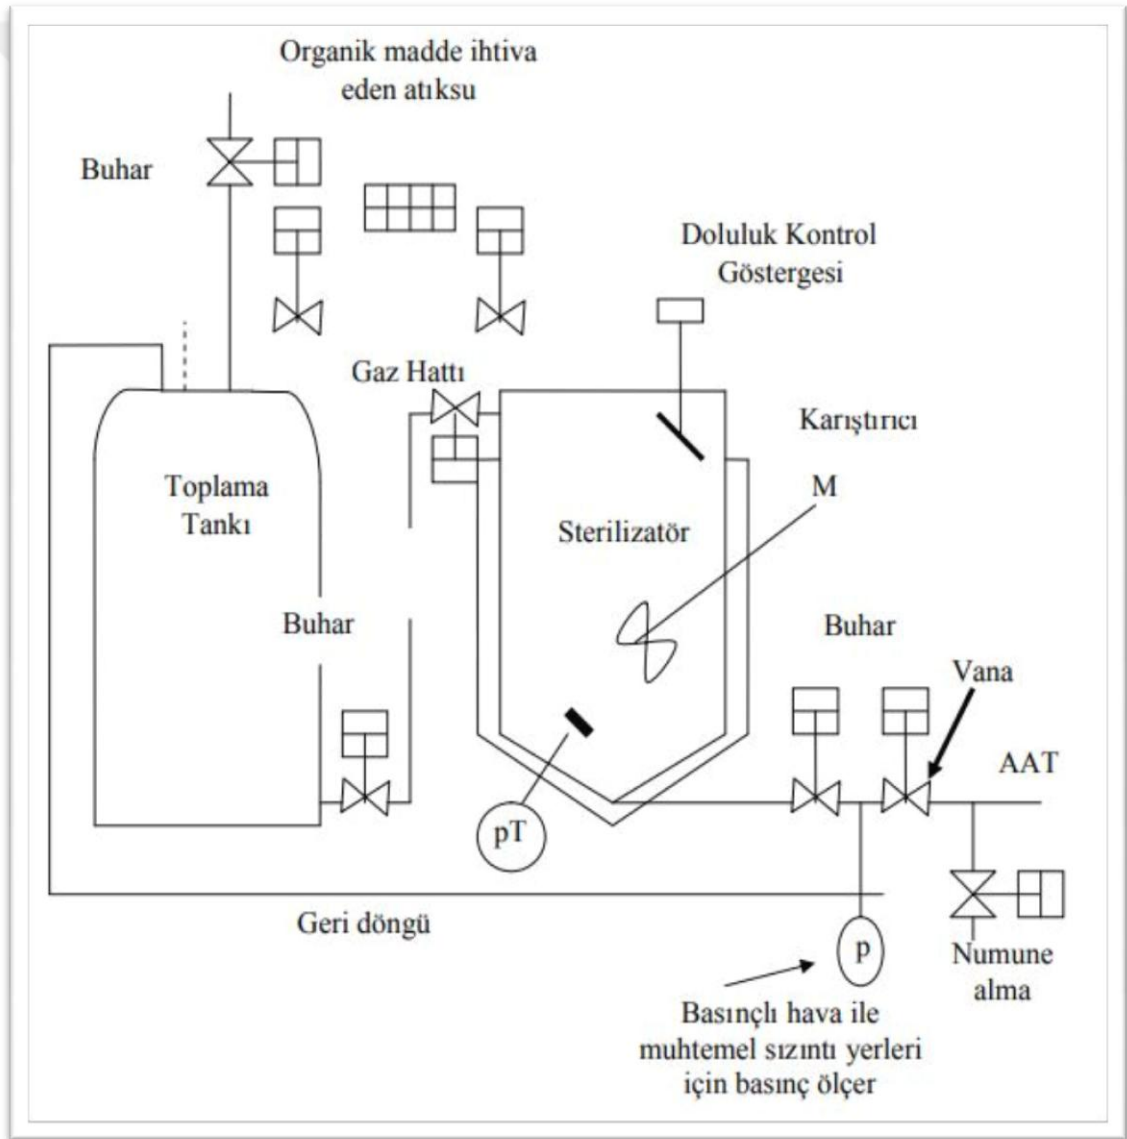 Organik madde ihtiva
eden atıksu
Buhar
Doluluk Kontrol
Göstergesi
Gaz Hattı
Karıştırıcı
M
Toplama
Tankı
Sterilizatör
Buhar
Buhar
Vana
AAT
pT
Geri döngü
p
Numune
alma
Basınçlı hava ile
muhtemel sızıntı yerleri
için basınç ölçer